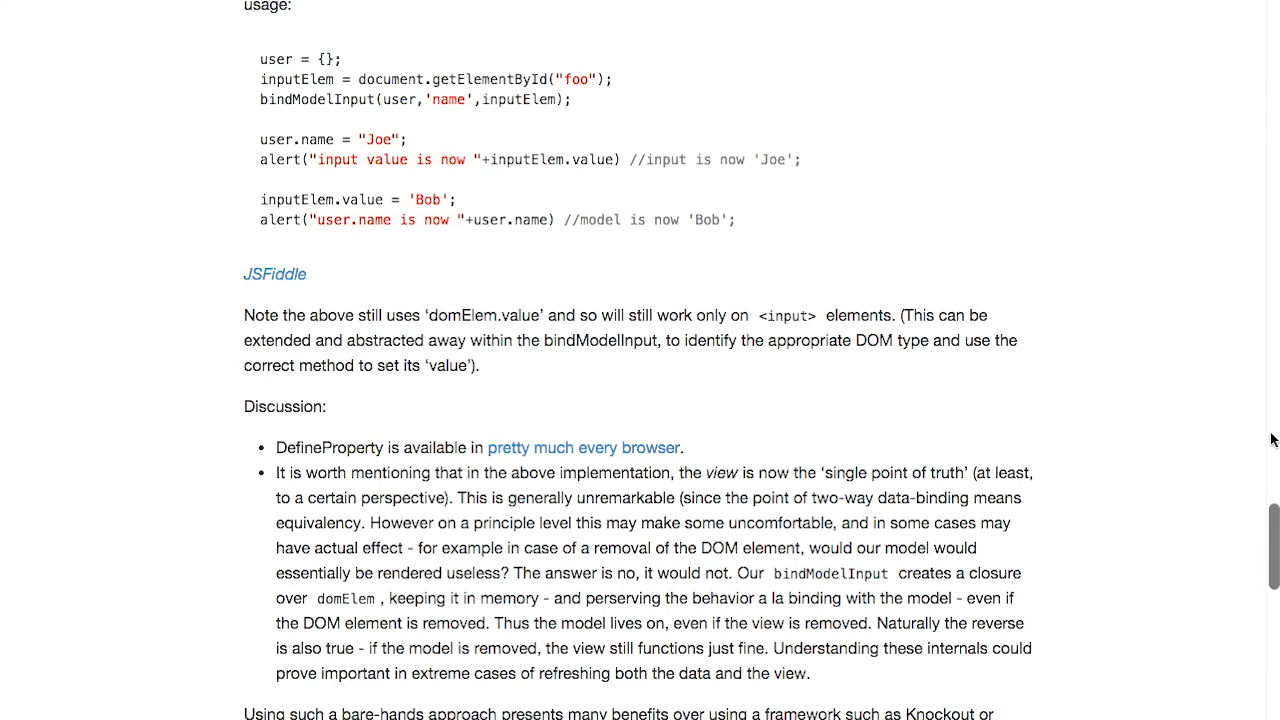 usage:
user = {};
inputElem = document.getElementById("foo");
bindModelInput(user,'name',inputElem);
user.name = "Joe";
alert("input value is now "+inputElem.value) //input is now 'Joe';
inputElem.value = 'Bob';
alert("user.name is now "+user.name) //model is now 'Bob';
JSFiddle
Note the above still uses ‘domElem.value’ and so will still work only on <input> elements. (This can be
extended and abstracted away within the bindModelInput, to identify the appropriate DOM type and use the
correct method to set its ‘value’).
Discussion:
• DefineProperty is available in pretty much every browser.
• It is worth mentioning that in the above implementation, the view is now the ‘single point of truth’ (at least,
to a certain perspective). This is generally unremarkable (since the point of two-way data-binding means
equivalency. However on a principle level this may make some uncomfortable, and in some cases may
have actual effect - for example in case of a removal of the DOM element, would our model would
essentially be rendered useless? The answer is no, it would not. Our bindModelInput creates a closure
over domElem , keeping it in memory - and perserving the behavior a la binding with the model - even if
the DOM element is removed. Thus the model lives on, even if the view is removed. Naturally the reverse
is also true - if the model is removed, the view still functions just fine. Understanding these internals could
prove important in extreme cases of refreshing both the data and the view.
Using such a bare-hands approach presents many benefits over using a framework such as Knockout or